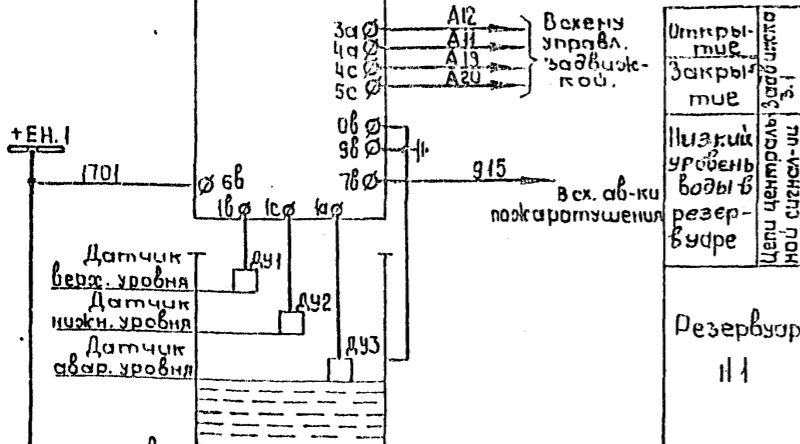 3а
А12
4а
А11
4с
А19
5с
А20
В схему
управл.
задвиж-
кой.
0в
9в
+ЕН.1
1701
6в
7в
915
В сх. ав-ки
пожаротушения
1в
1с
1а
Датчик
верх. уровня
ДУ1
Датчик
нижн. уровня
ДУ2
Датчик
авар. уровня
ДУ3
Откры-
тие
Закры-
тие
Задвижка
3.1
Низкий
уровень
воды в
резер-
вуаре
Цепи централь-
ной сигнал-ии
Резервуар
N1